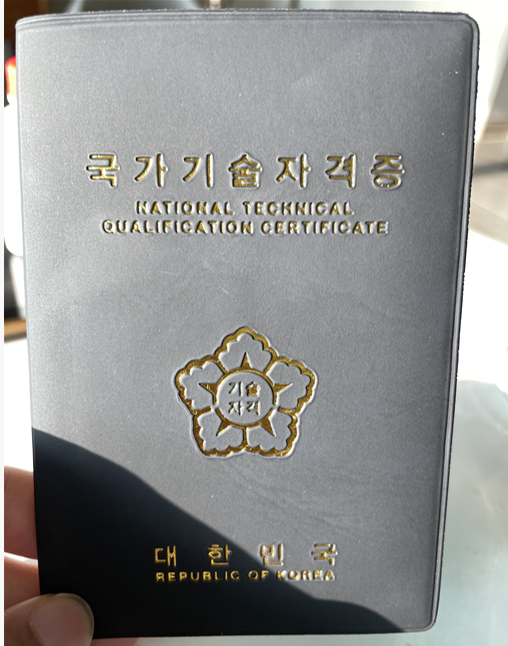 국가기술자격증
NATIONAL TECHNICAL
QUALIFICATION CERTIFICATE
기술
자격
대한민국
REPUBLIC OF KOREA